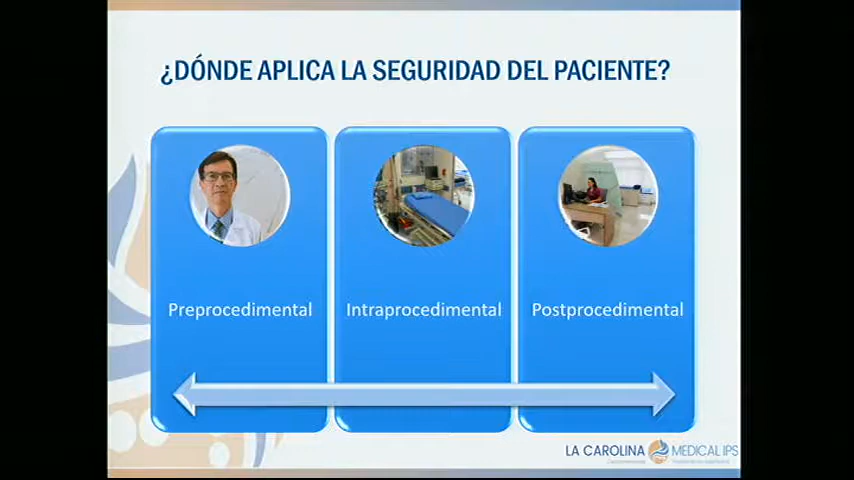 ¿DÓNDE APLICA LA SEGURIDAD DEL PACIENTE?
Preprocedimental
Intraprocedimental
Postprocedimental
LA CAROLINA MEDICAL IPS